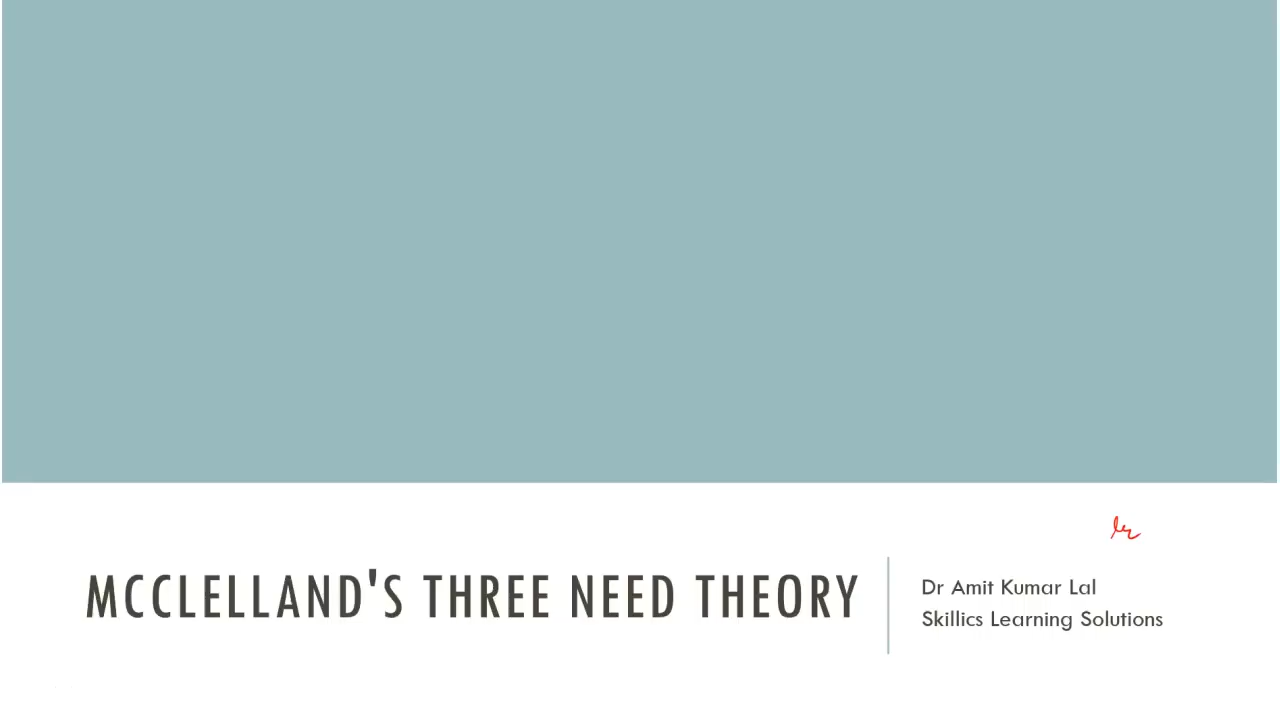 MCCLELLAND'S THREE NEED THEORY
Dr Amit Kumar Lal
Skillics Learning Solutions